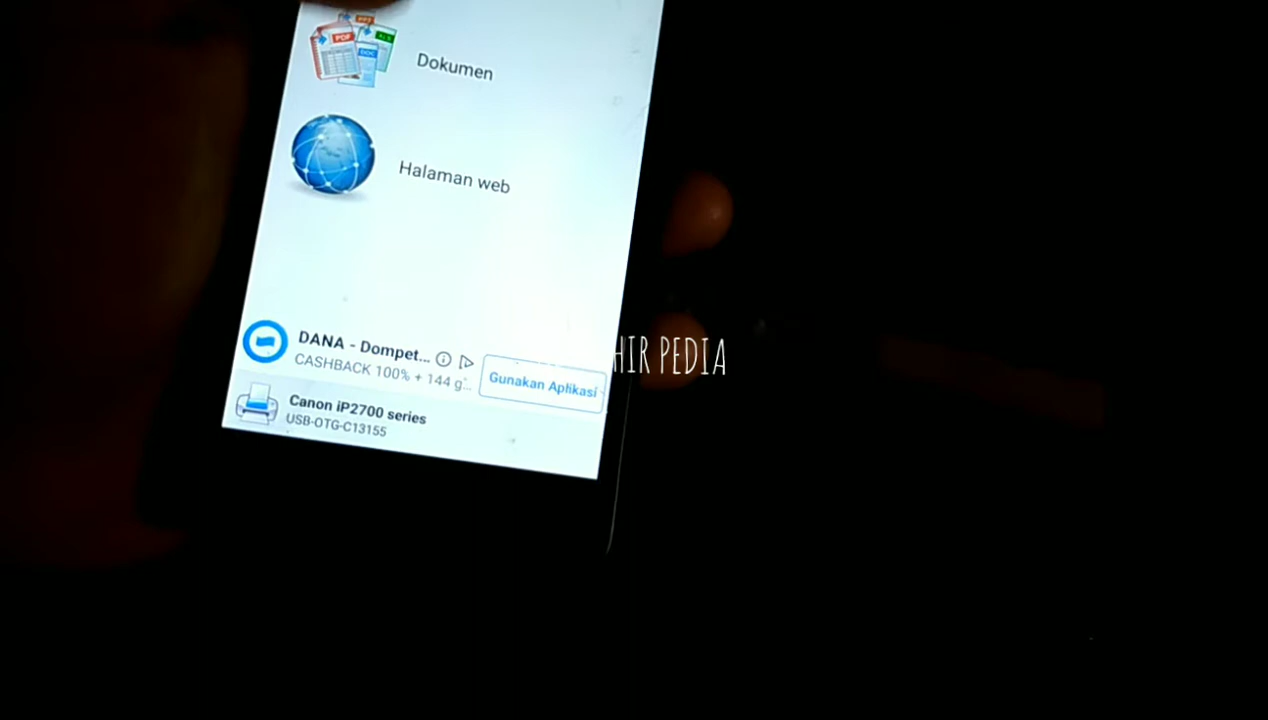 Dokumen
Halaman web
DANA - Dompet...
CASHBACK 100% + 144 g...
Gunakan Aplikasi
HIR PEDIA
Canon iP2700 series
USB-OTG-C13155